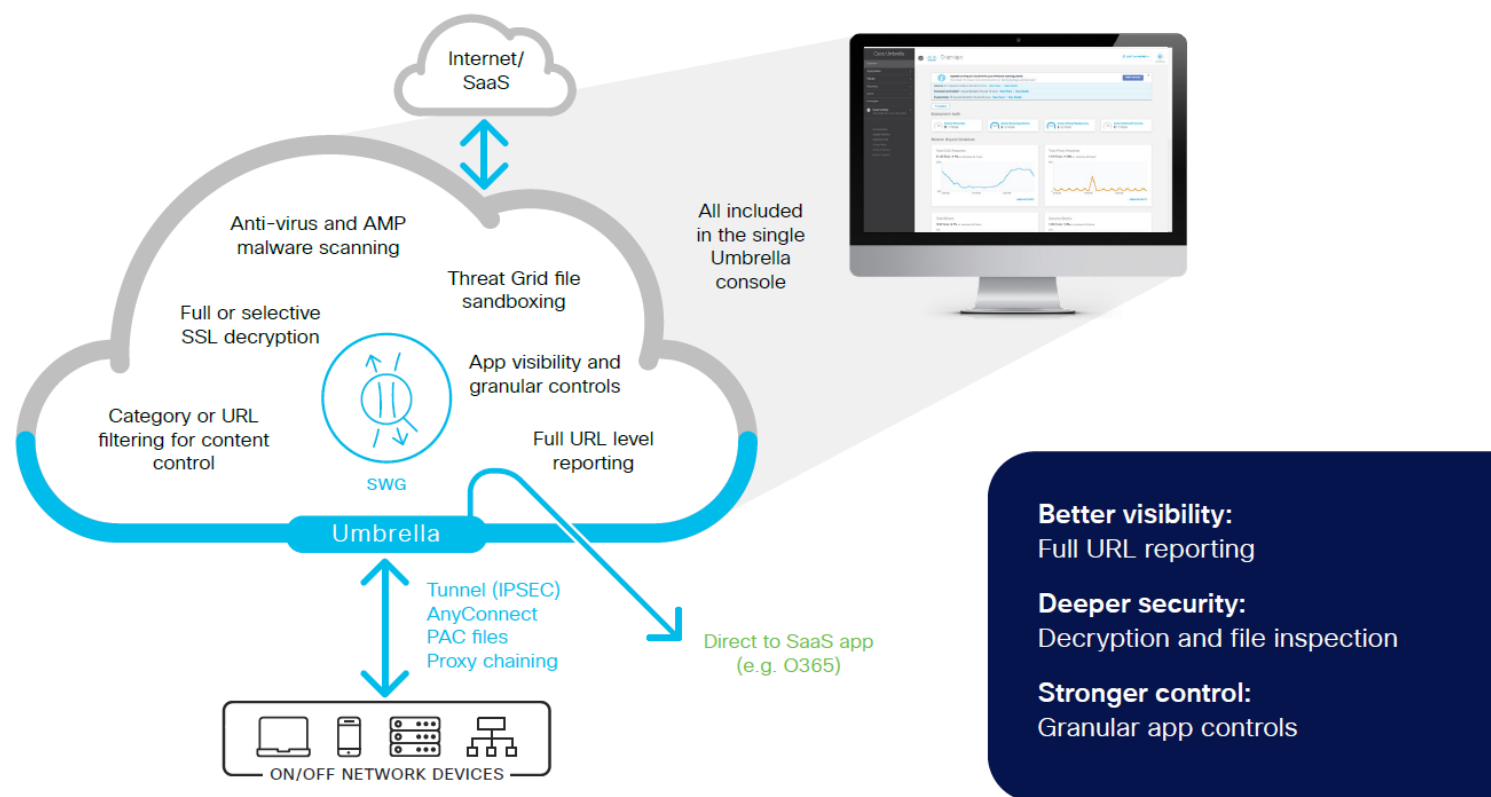 Internet/
SaaS
Anti-virus and AMP
malware scanning
Threat Grid file
sandboxing
Full or selective
SSL decryption
App visibility and
granular controls
Category or URL
filtering for content
control
Full URL level
reporting
SWG
Umbrella
All included
in the single
Umbrella
console
Cisco Umbrella
Overview
Tunnel (IPSEC)
AnyConnect
PAC files
Proxy chaining
Direct to SaaS app
(e.g. O365)
ON/OFF NETWORK DEVICES
Better visibility:
Full URL reporting
Deeper security:
Decryption and file inspection
Stronger control:
Granular app controls